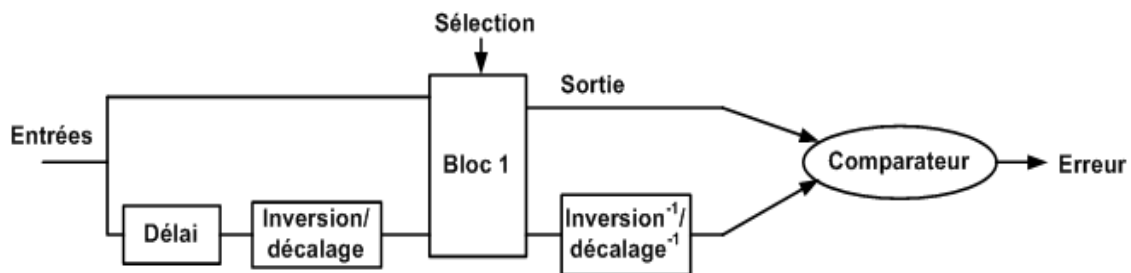 Sélection
Sortie
Entrées
Bloc 1
Comparateur
Erreur
Délai
Inversion/
décalage
Inversion⁻¹/
décalage⁻¹